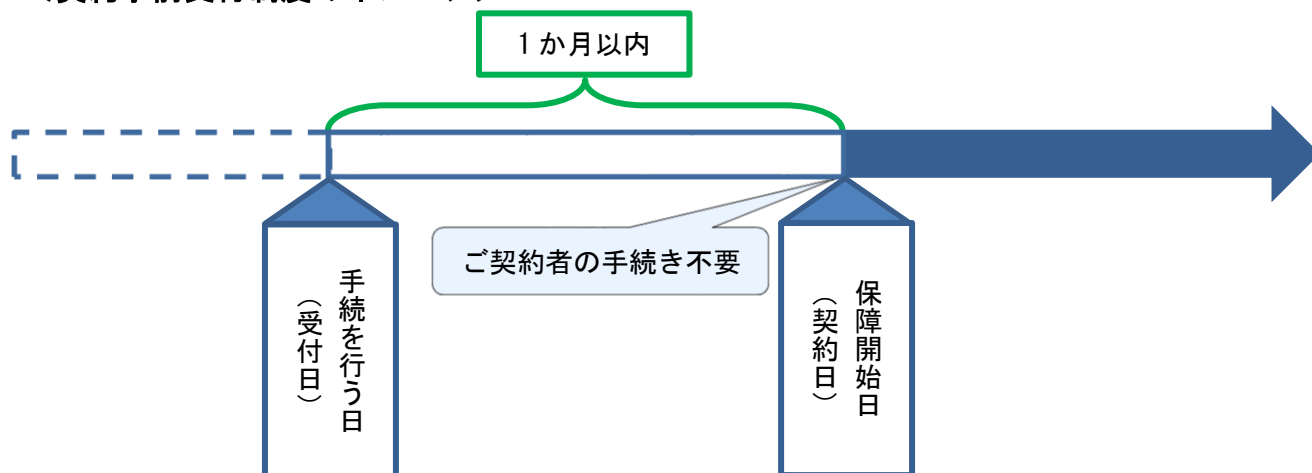 1か月以内
ご契約者の手続き不要
手続を行う日
（受付日）
保障開始日
（契約日）